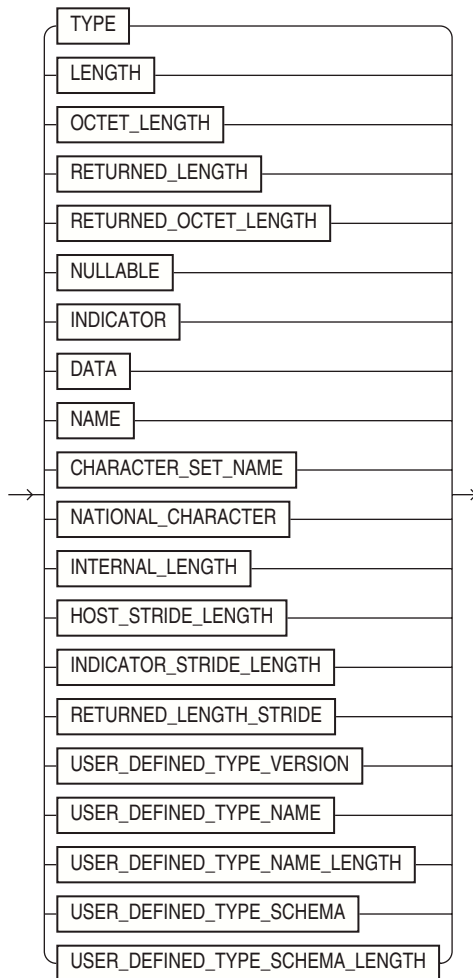 TYPE
LENGTH
OCTET_LENGTH
RETURNED_LENGTH
RETURNED_OCTET_LENGTH
NULLABLE
INDICATOR
DATA
NAME
CHARACTER_SET_NAME
NATIONAL_CHARACTER
INTERNAL_LENGTH
HOST_STRIDE_LENGTH
INDICATOR_STRIDE_LENGTH
RETURNED_LENGTH_STRIDE
USER_DEFINED_TYPE_VERSION
USER_DEFINED_TYPE_NAME
USER_DEFINED_TYPE_NAME_LENGTH
USER_DEFINED_TYPE_SCHEMA
USER_DEFINED_TYPE_SCHEMA_LENGTH